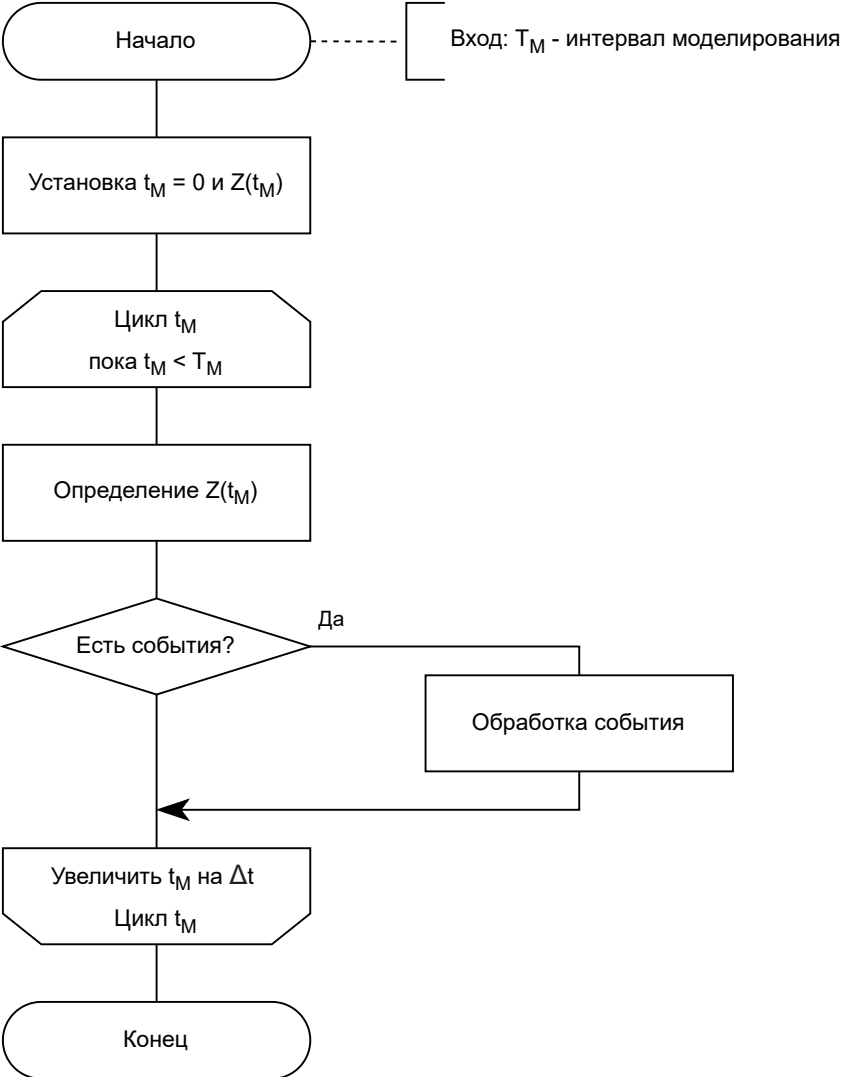 Начало
Вход: T_M - интервал моделирования
Установка t_M = 0 и Z(t_M)
Цикл t_M
пока t_M < T_M
Определение Z(t_M)
Есть события?
Да
Обработка события
Увеличить t_M на Δt
Цикл t_M
Конец